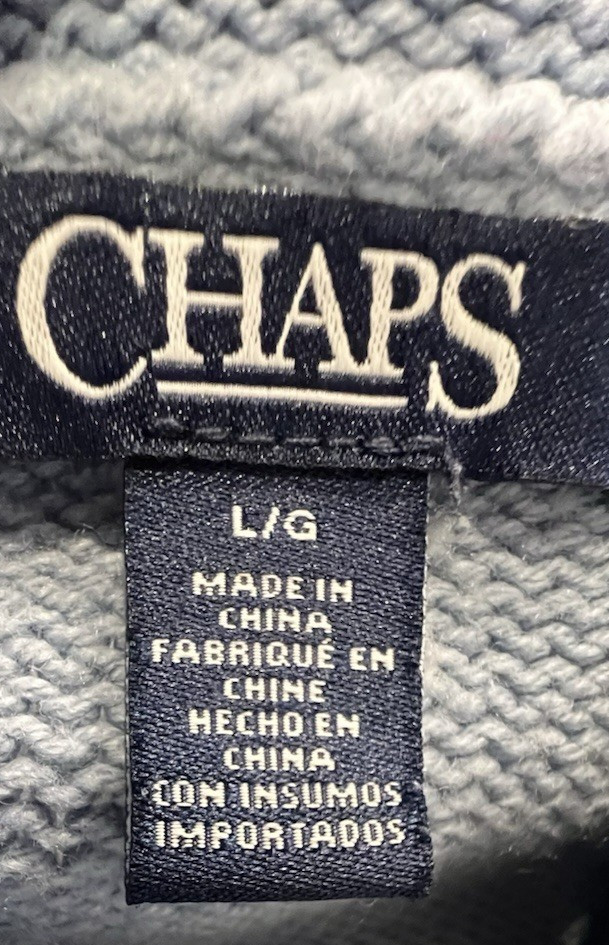 CHAPS
L/G
MADE IN
CHINA
FABRIQUÉ EN
CHINE
HECHO EN
CHINA
CON INSUMOS
IMPORTADOS